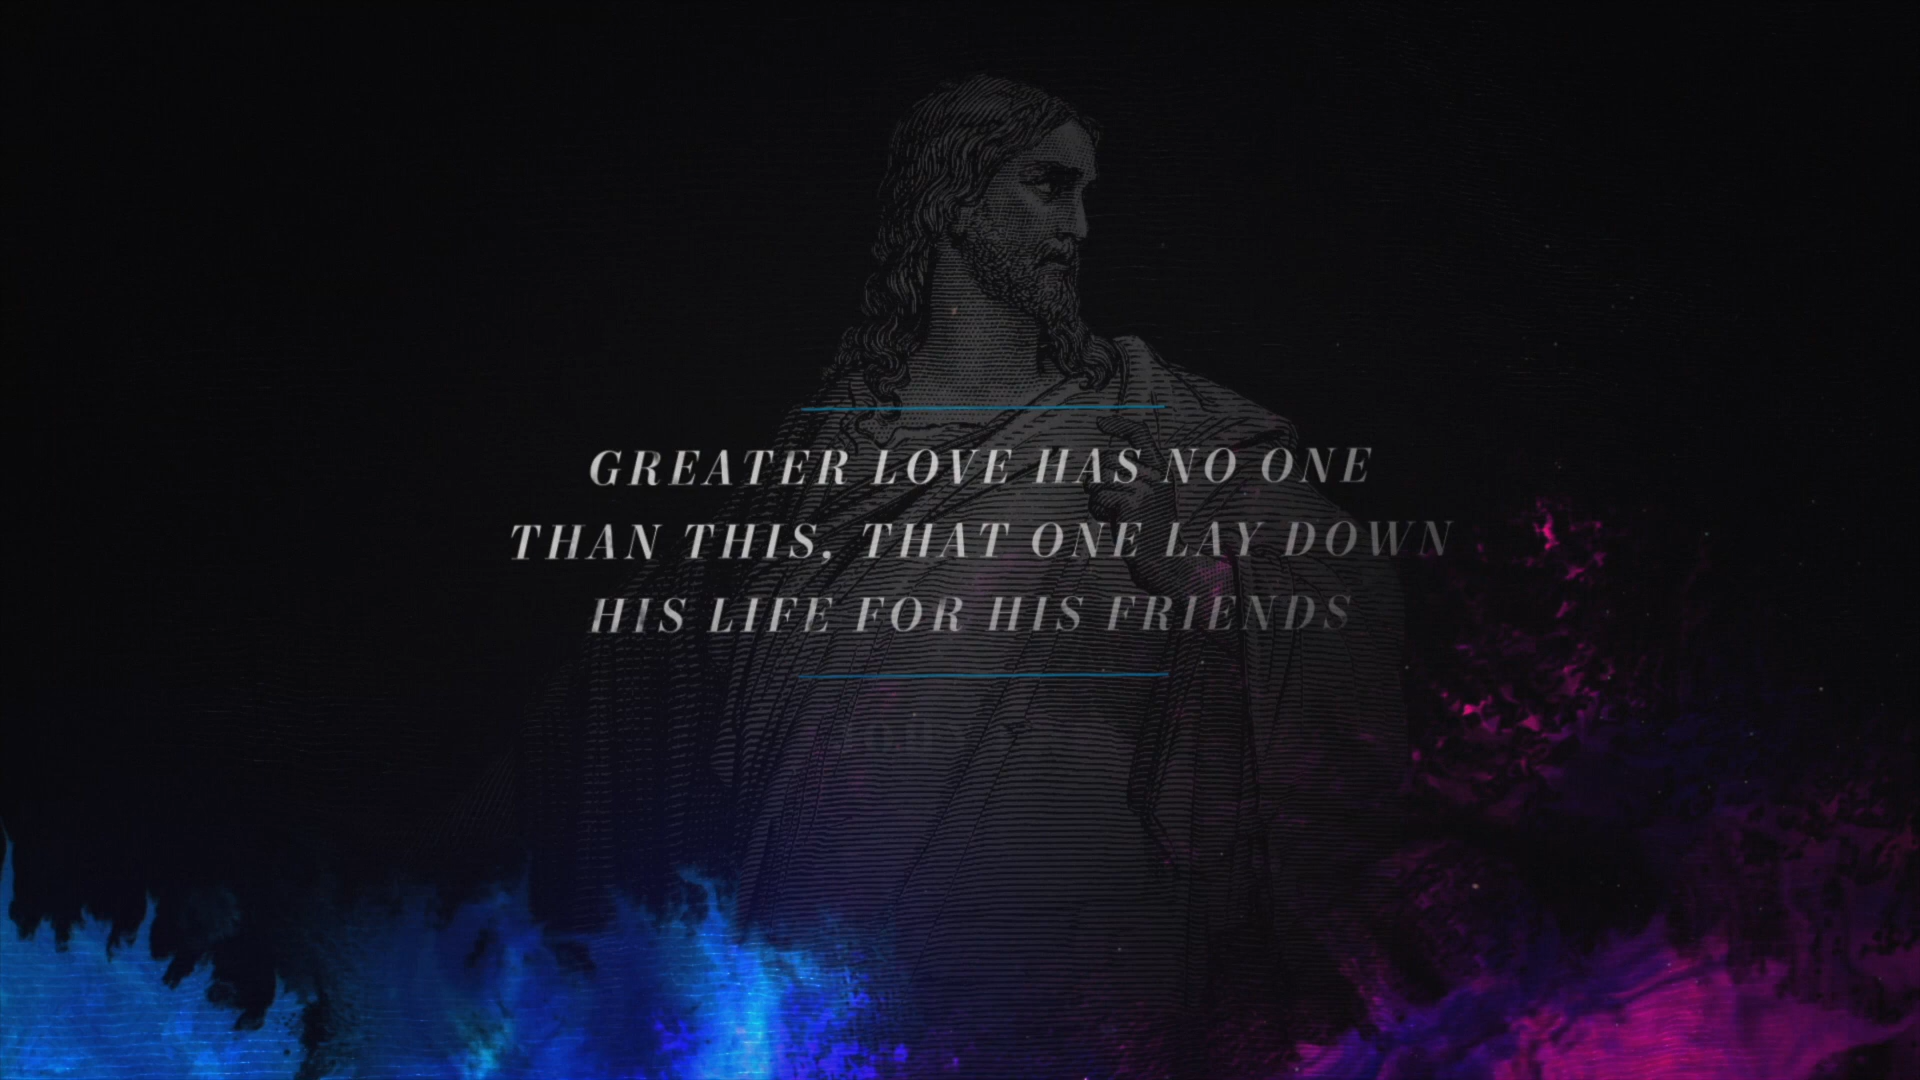 GREATER LOVE HAS NO ONE
THAN THIS, THAT ONE LAY DOWN
HIS LIFE FOR HIS FRIENDS